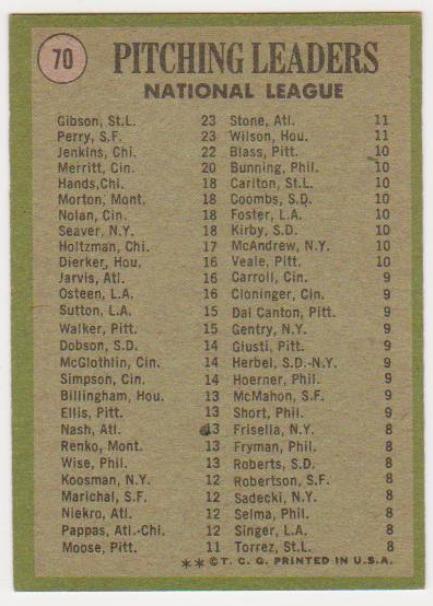 70
PITCHING LEADERS
NATIONAL LEAGUE
Gibson, St.L. 23
Perry, S.F. 23
Jenkins, Chi. 22
Merritt, Cin. 20
Hands,Chi. 18
Morton, Mont. 18
Nolan, Cin. 18
Seaver, N.Y. 18
Holtzman, Chi. 17
Dierker, Hou. 16
Jarvis, Atl. 16
Osteen, L.A. 16
Sutton, L.A. 15
Walker, Pitt. 15
Dobson, S.D. 14
McGlothlin, Cin. 14
Simpson, Cin. 14
Billingham, Hou. 13
Ellis, Pitt. 13
Nash, Atl. 13
Renko, Mont. 13
Wise, Phil. 13
Koosman, N.Y. 12
Marichal, S.F. 12
Niekro, Atl. 12
Pappas, Atl.-Chi. 12
Moose, Pitt. 11
Stone, Atl. 11
Wilson, Hou. 11
Blass, Pitt. 10
Bunning, Phil. 10
Carlton, St.L. 10
Coombs, S.D. 10
Foster, L.A. 10
Kirby, S.D. 10
McAndrew, N.Y. 10
Veale, Pitt. 10
Carroll, Cin. 9
Cloninger, Cin. 9
Dal Canton, Pitt. 9
Gentry, N.Y. 9
Giusti, Pitt. 9
Herbel, S.D.-N.Y. 9
Hoerner, Phil. 9
McMahon, S.F. 9
Short, Phil. 9
Frisella, N.Y. 8
Fryman, Phil. 8
Roberts, S.D. 8
Robertson, S.F. 8
Sadecki, N.Y. 8
Selma, Phil. 8
Singer, L.A. 8
Torrez, St.L. 8
**©T. C. G. PRINTED IN U.S.A.